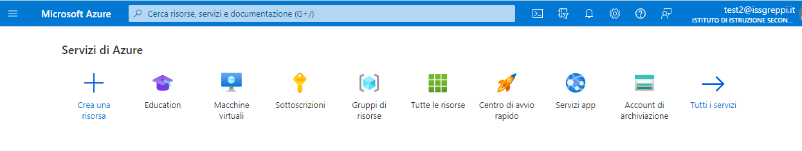 Microsoft Azure
Cerca risorse, servizi e documentazione (G+/)
test2@issgreppi.it
ISTITUTO DI ISTRUZIONE SECON...
Servizi di Azure
Crea una
risorsa
Education
Macchine
virtuali
Sottoscrizioni
Gruppi di
risorse
Tutte le risorse
Centro di avvio
rapido
Servizi app
Account di
archiviazione
Tutti i servizi